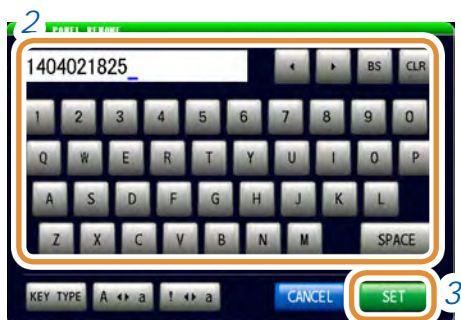 2
PANEL RENAME
1404021825_
BS CLR
1 2 3 4 5 6 7 8 9 0
Q W E R T Y U I O P
A S D F G H J K L
Z X C V B N M SPACE
KEY TYPE A ◂▸ a ! ◂▸ a CANCEL SET 3